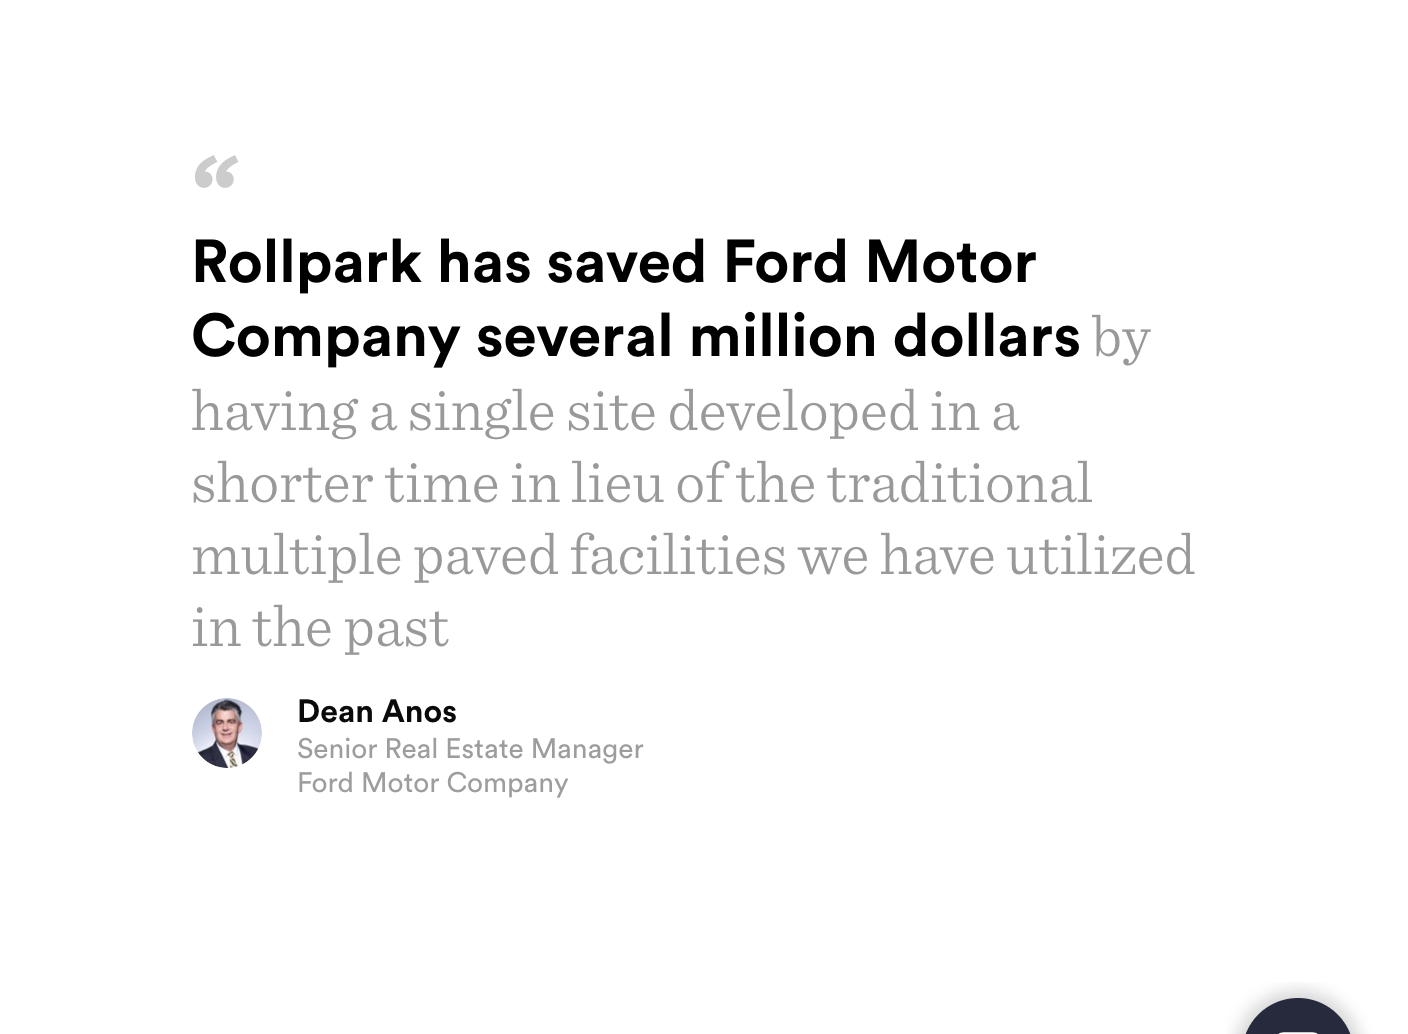 “
Rollpark has saved Ford Motor
Company several million dollars by
having a single site developed in a
shorter time in lieu of the traditional
multiple paved facilities we have utilized
in the past
Dean Anos
Senior Real Estate Manager
Ford Motor Company